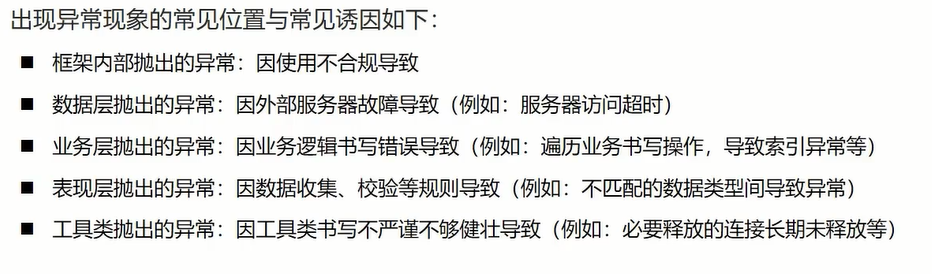 出现异常现象的常见位置与常见诱因如下：
■ 框架内部抛出的异常：因使用不合规导致
■ 数据层抛出的异常：因外部服务器故障导致（例如：服务器访问超时）
■ 业务层抛出的异常：因业务逻辑书写错误导致（例如：遍历业务书写操作，导致索引异常等）
■ 表现层抛出的异常：因数据收集、校验等规则导致（例如：不匹配的数据类型间导致异常）
■ 工具类抛出的异常：因工具类书写不严谨不够健壮导致（例如：必要释放的连接长期未释放等）